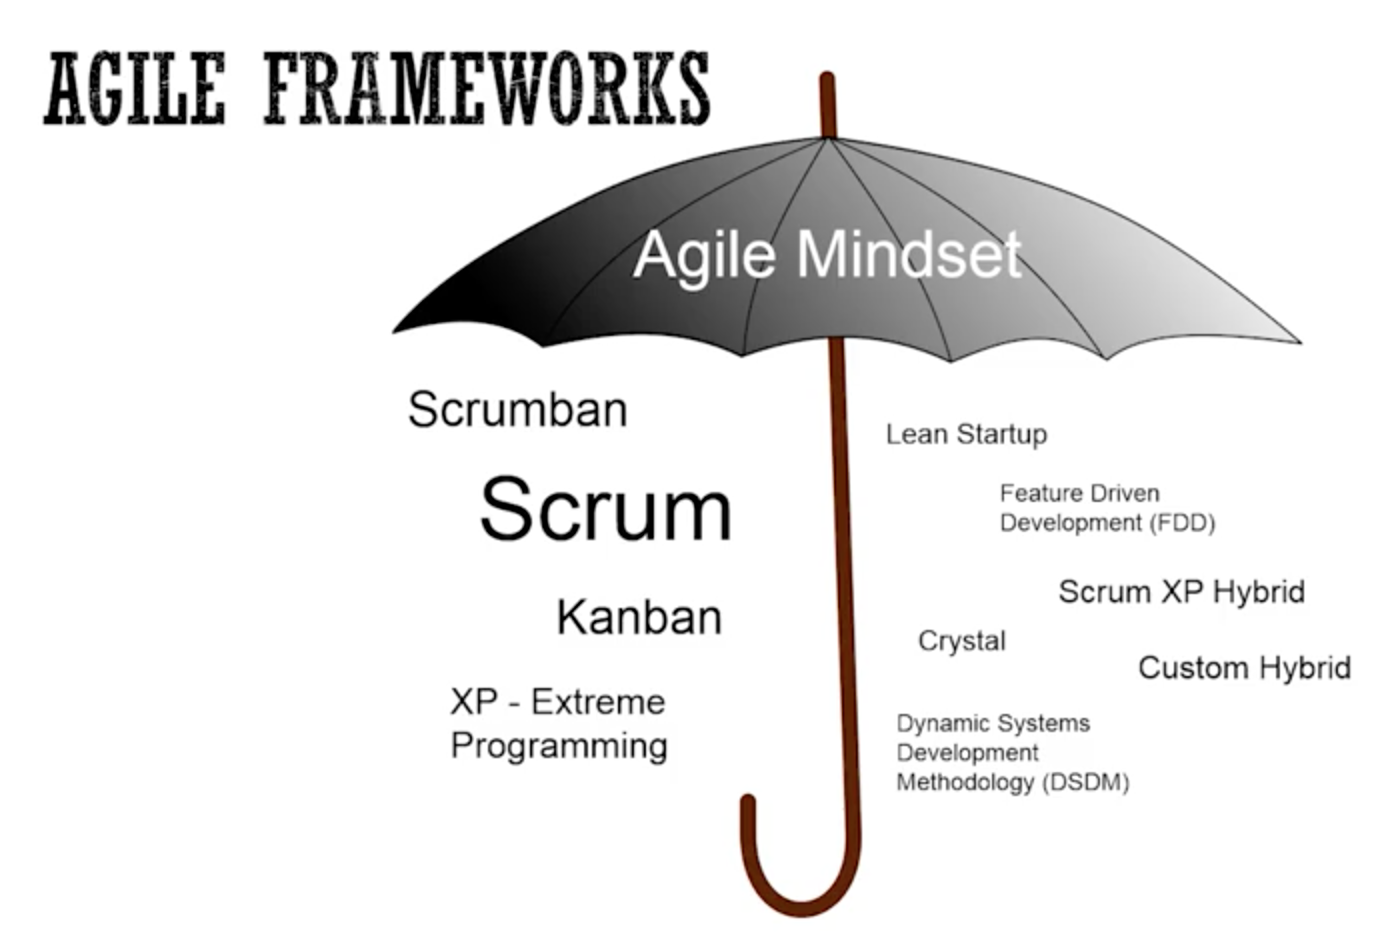 AGILE FRAMEWORKS
Agile Mindset
Scrumban
Scrum
Kanban
XP - Extreme
Programming
Lean Startup
Feature Driven
Development (FDD)
Scrum XP Hybrid
Crystal
Custom Hybrid
Dynamic Systems
Development
Methodology (DSDM)